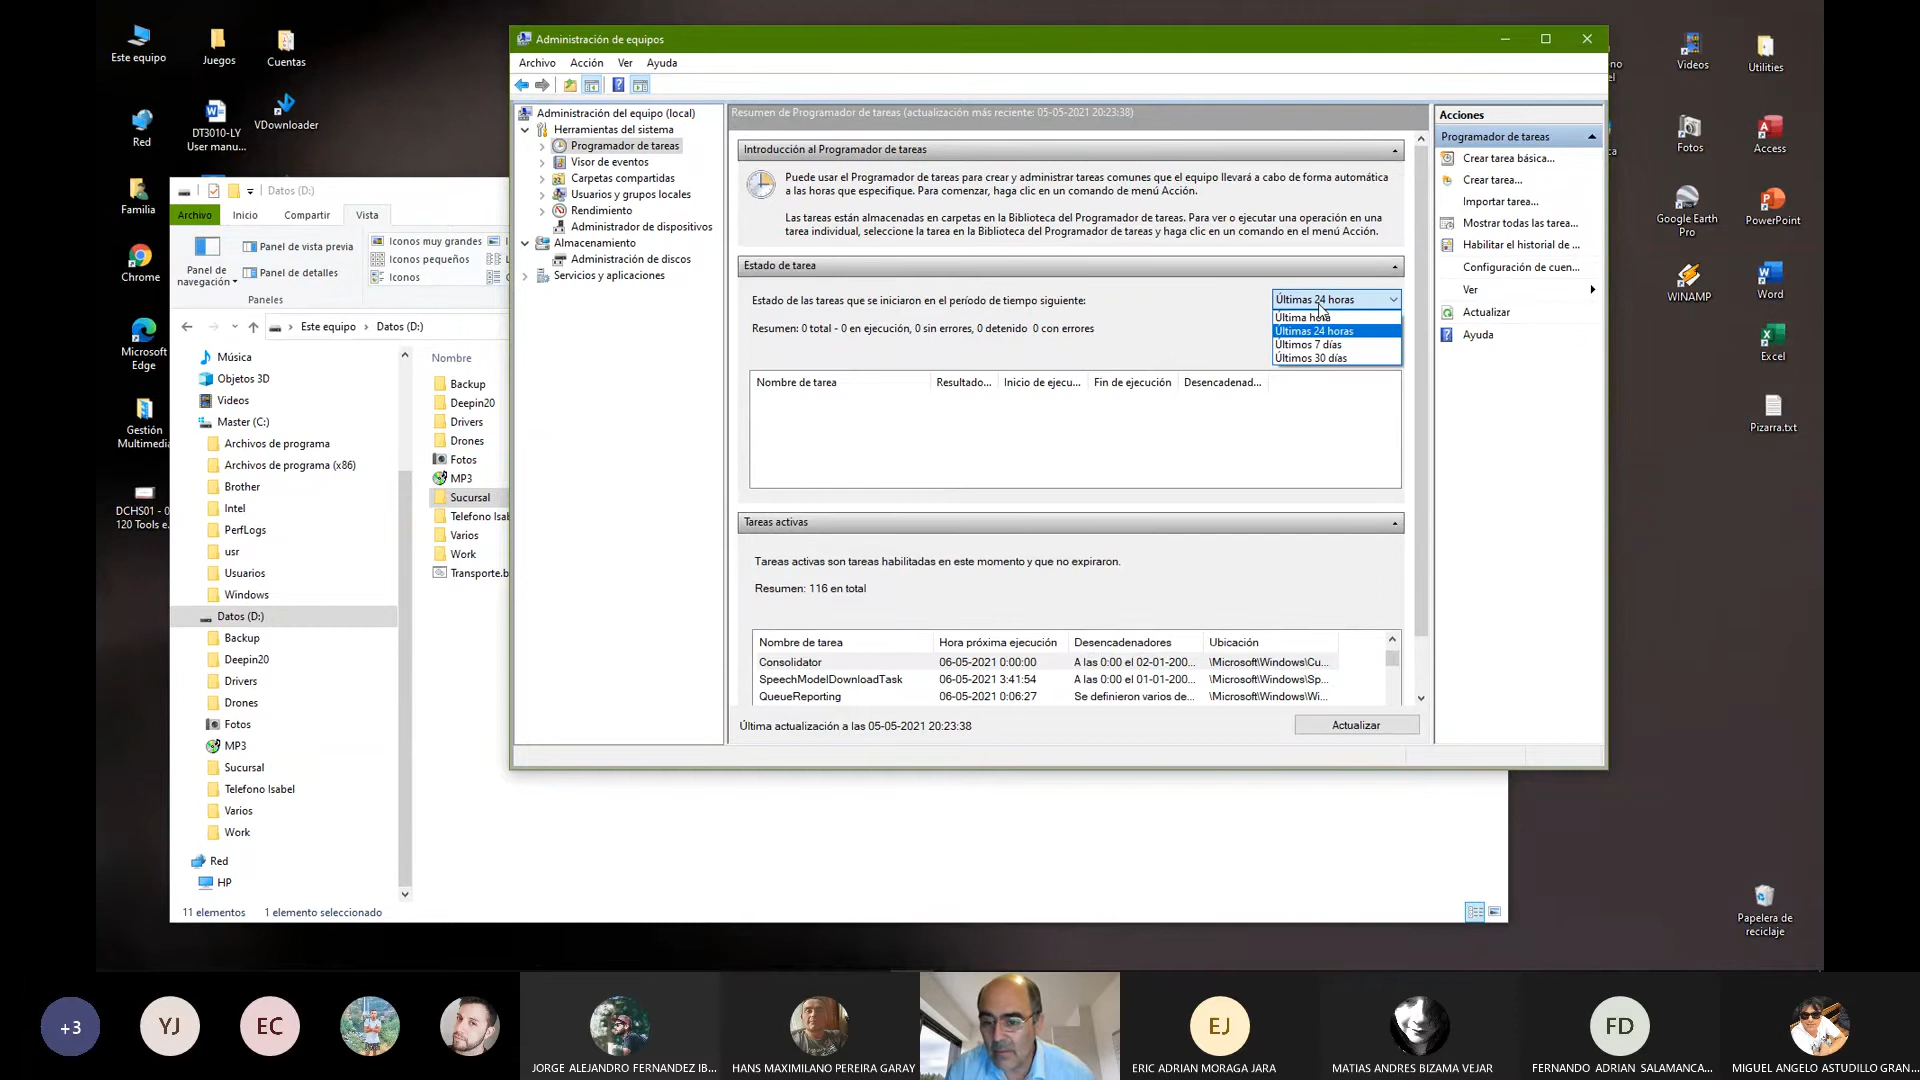 Este equipo
Juegos
Cuentas
Red
DT3010-LY
User manu...
VDownloader
Familia
Chrome
Microsoft
Edge
Gestión
Multimedia
DCHS01 - 0
120 Tools e.
Datos (D:)
Archivo
Inicio
Compartir
Vista
Panel de
navegación
Panel de vista previa
Panel de detalles
Iconos muy grandes
Iconos pequeños
Iconos
Paneles
Este equipo
Datos (D:)
Música
Objetos 3D
Videos
Master (C:)
Archivos de programa
Archivos de programa (x86)
Brother
Intel
PerfLogs
usr
Usuarios
Windows
Datos (D:)
Backup
Deepin20
Drivers
Drones
Fotos
MP3
Sucursal
Telefono Isabel
Varios
Work
Red
HP
Nombre
Backup
Deepin20
Drivers
Drones
Fotos
MP3
Sucursal
Telefono Isab
Varios
Work
Transporte.b
11 elementos
1 elemento seleccionado
Administración de equipos
Archivo
Acción
Ver
Ayuda
Administración del equipo (local)
Herramientas del sistema
Programador de tareas
Visor de eventos
Carpetas compartidas
Usuarios y grupos locales
Rendimiento
Administrador de dispositivos
Almacenamiento
Administración de discos
Servicios y aplicaciones
Resumen de Programador de tareas (actualización más reciente: 05-05-2021 20:23:38)
Introducción al Programador de tareas
Puede usar el Programador de tareas para crear y administrar tareas comunes que el equipo llevará a cabo de forma automática
a las horas que especifique. Para comenzar, haga clic en un comando de menú Acción.
Las tareas están almacenadas en carpetas en la Biblioteca del Programador de tareas. Para ver o ejecutar una operación en una
tarea individual, seleccione la tarea en la Biblioteca del Programador de tareas y haga clic en un comando en el menú Acción.
Estado de tarea
Estado de las tareas que se iniciaron en el período de tiempo siguiente:
Últimas 24 horas
Última hora
Últimas 24 horas
Últimos 7 días
Últimos 30 días
Resumen: 0 total - 0 en ejecución, 0 sin errores, 0 detenido 0 con errores
Nombre de tarea
Resultado...
Inicio de ejecu...
Fin de ejecución
Desencadenad...
Tareas activas
Tareas activas son tareas habilitadas en este momento y que no expiraron.
Resumen: 116 en total
Nombre de tarea
Hora próxima ejecución
Desencadenadores
Ubicación
Consolidator
06-05-2021 0:00:00
A las 0:00 el 02-01-200...
\Microsoft\Windows\Cu...
SpeechModelDownloadTask
06-05-2021 3:41:54
A las 0:00 el 01-01-200...
\Microsoft\Windows\Sp...
QueueReporting
06-05-2021 0:06:27
Se definieron varios de...
\Microsoft\Windows\Wi...
Última actualización a las 05-05-2021 20:23:38
Actualizar
Acciones
Programador de tareas
Crear tarea básica...
Crear tarea...
Importar tarea...
Mostrar todas las tarea...
Habilitar el historial de ...
Configuración de cuen...
Ver
Actualizar
Ayuda
Videos
Utilities
Fotos
Access
Google Earth
Pro
PowerPoint
WINAMP
Word
Excel
Pizarra.txt
Papelera de
reciclaje
+3
YJ
EC
JORGE ALEJANDRO FERNANDEZ IB...
HANS MAXIMILANO PEREIRA GARAY
EJ
ERIC ADRIAN MORAGA JARA
MATIAS ANDRES BIZAMA VEJAR
FD
FERNANDO ADRIAN SALAMANCA...
MIGUEL ANGELO ASTUDILLO GRAN...